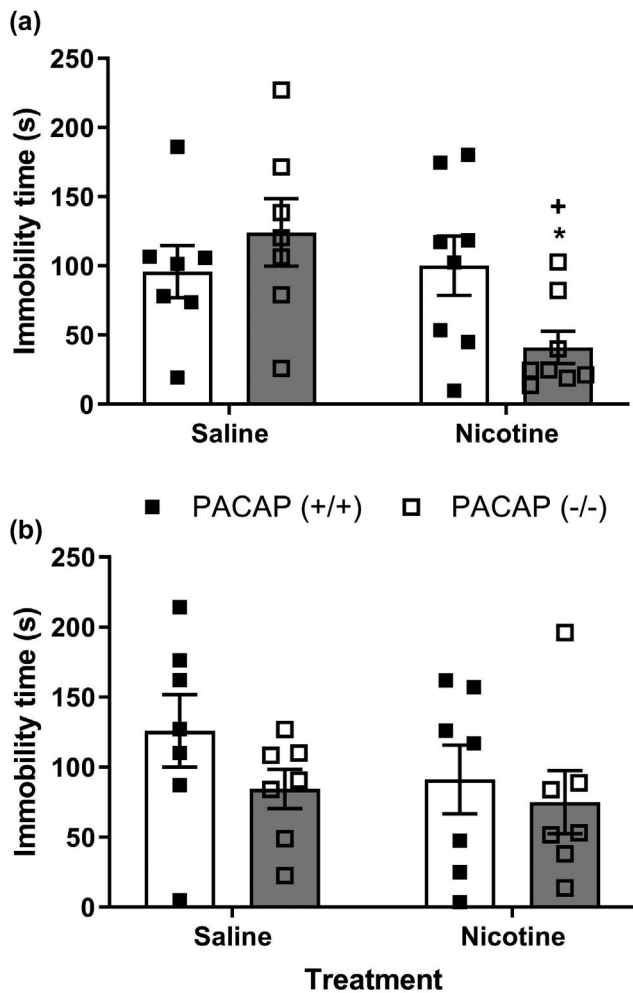 (a)
Immobility time (s)
250
200
150
100
50
0
+
*
Saline Nicotine
PACAP (+/+) PACAP (-/-)
(b)
Immobility time (s)
250
200
150
100
50
0
Saline Nicotine
Treatment